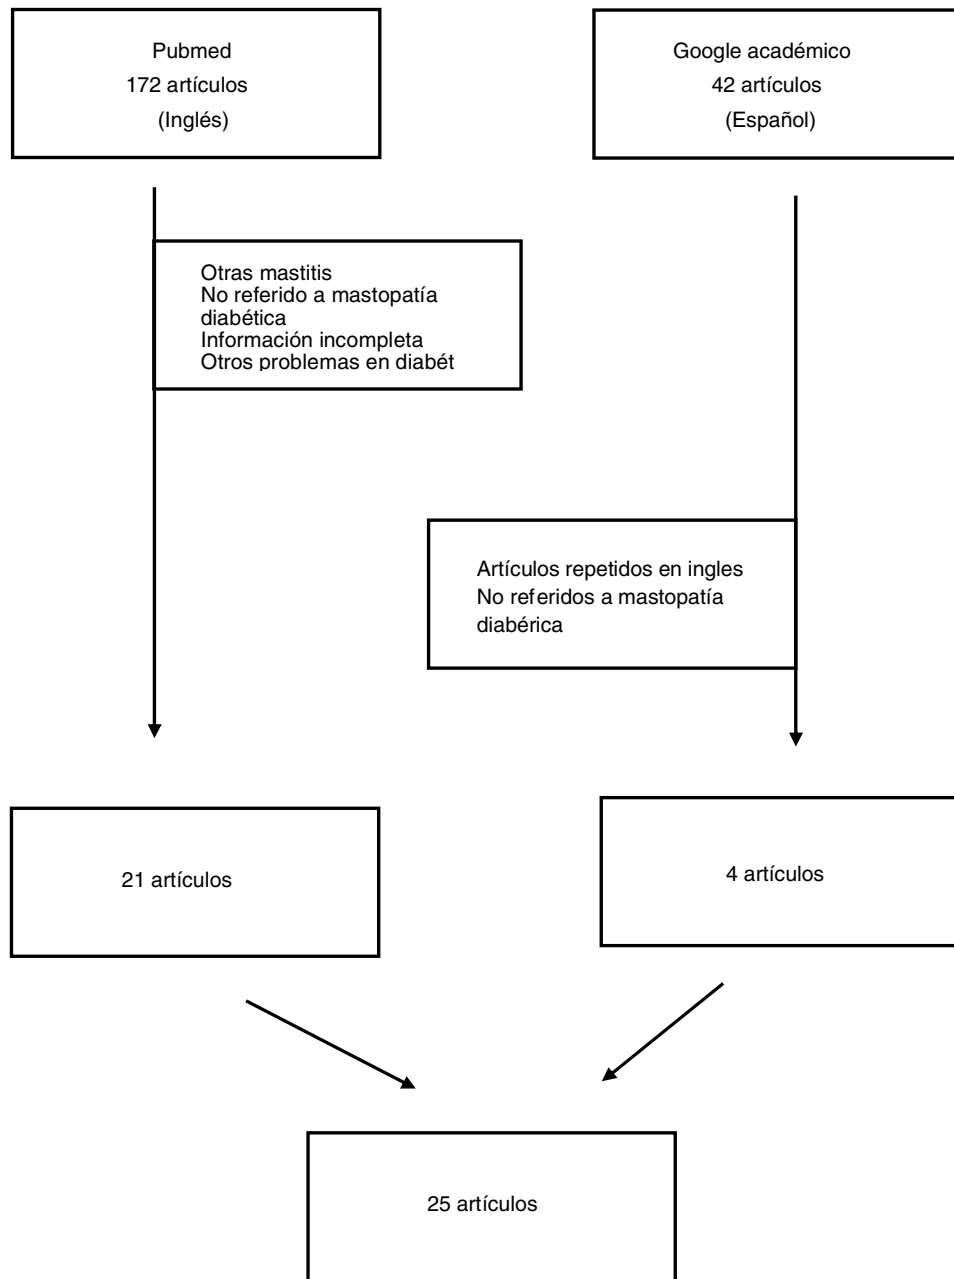 Pubmed
172 artículos
(Inglés)
Google académico
42 artículos
(Español)
Otras mastitis
No referido a mastopatía
diabética
Información incompleta
Otros problemas en diabét
Artículos repetidos en ingles
No referidos a mastopatía
diabérica
21 artículos
4 artículos
25 artículos